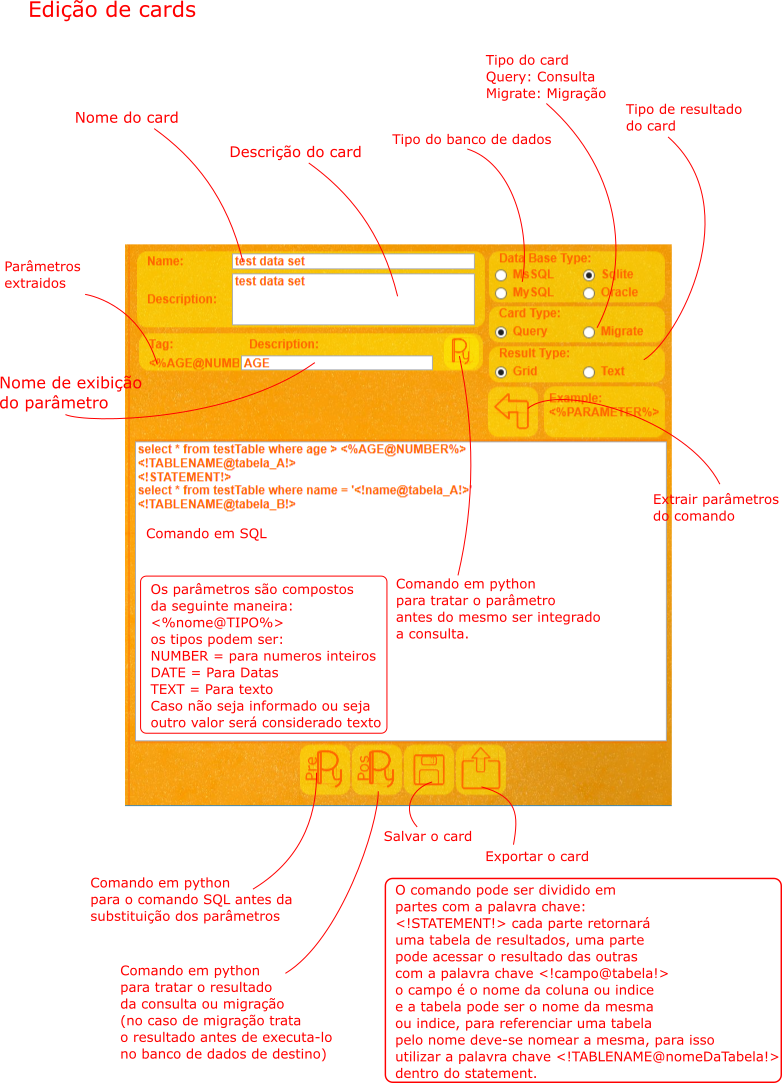 Edição de cards
Tipo do card
Query: Consulta
Migrate: Migração
Tipo de resultado
do card
Nome do card
Tipo do banco de dados
Descrição do card
Parâmetros
extraidos
Name:
test data set
Description:
test data set
Data Base Type:
MsSQL
Sqlite
MySQL
Oracle
Card Type:
Query
Migrate
Result Type:
Grid
Text
Tag:
Description:
<%AGE@NUMB
AGE
Py
Nome de exibição
do parâmetro
Example:
<%PARAMETER%>
select * from testTable where age > <%AGE@NUMBER%>
<!TABLENAME@tabela_A!>
<!STATEMENT!>
select * from testTable where name = '<!name@tabela_A!>'
<!TABLENAME@tabela_B!>
Extrair parâmetros
do comando
Comando em SQL
Os parâmetros são compostos
da seguinte maneira:
<%nome@TIPO%>
os tipos podem ser:
NUMBER = para numeros inteiros
DATE = Para Datas
TEXT = Para texto
Caso não seja informado ou seja
outro valor será considerado texto
Comando em python
para tratar o parâmetro
antes do mesmo ser integrado
a consulta.
Pre
Py
Pos
Py
Salvar o card
Exportar o card
Comando em python
para o comando SQL antes da
substituição dos parâmetros
Comando em python
para tratar o resultado
da consulta ou migração
(no caso de migração trata
o resultado antes de executa-lo
no banco de dados de destino)
O comando pode ser dividido em
partes com a palavra chave:
<!STATEMENT!> cada parte retornará
uma tabela de resultados, uma parte
pode acessar o resultado das outras
com a palavra chave <!campo@tabela!>
o campo é o nome da coluna ou indice
e a tabela pode ser o nome da mesma
ou indice, para referenciar uma tabela
pelo nome deve-se nomear a mesma, para isso
utilizar a palavra chave <!TABLENAME@nomeDaTabela!>
dentro do statement.